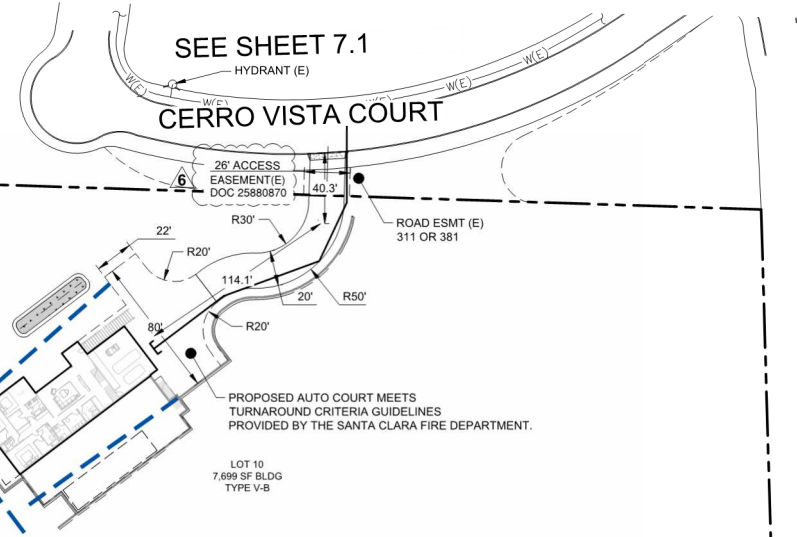 SEE SHEET 7.1
HYDRANT (E)
W(E)
W(E)
W(E)
W(E)
W(E)
CERRO VISTA COURT
26' ACCESS
EASEMENT(E)
DOC 25880870
6
40.3'
ROAD ESMT (E)
311 OR 381
R30'
22'
R20'
114.1'
20'
R50'
80'
R20'
PROPOSED AUTO COURT MEETS
TURNAROUND CRITERIA GUIDELINES
PROVIDED BY THE SANTA CLARA FIRE DEPARTMENT.
LOT 10
7,699 SF BLDG
TYPE V-B